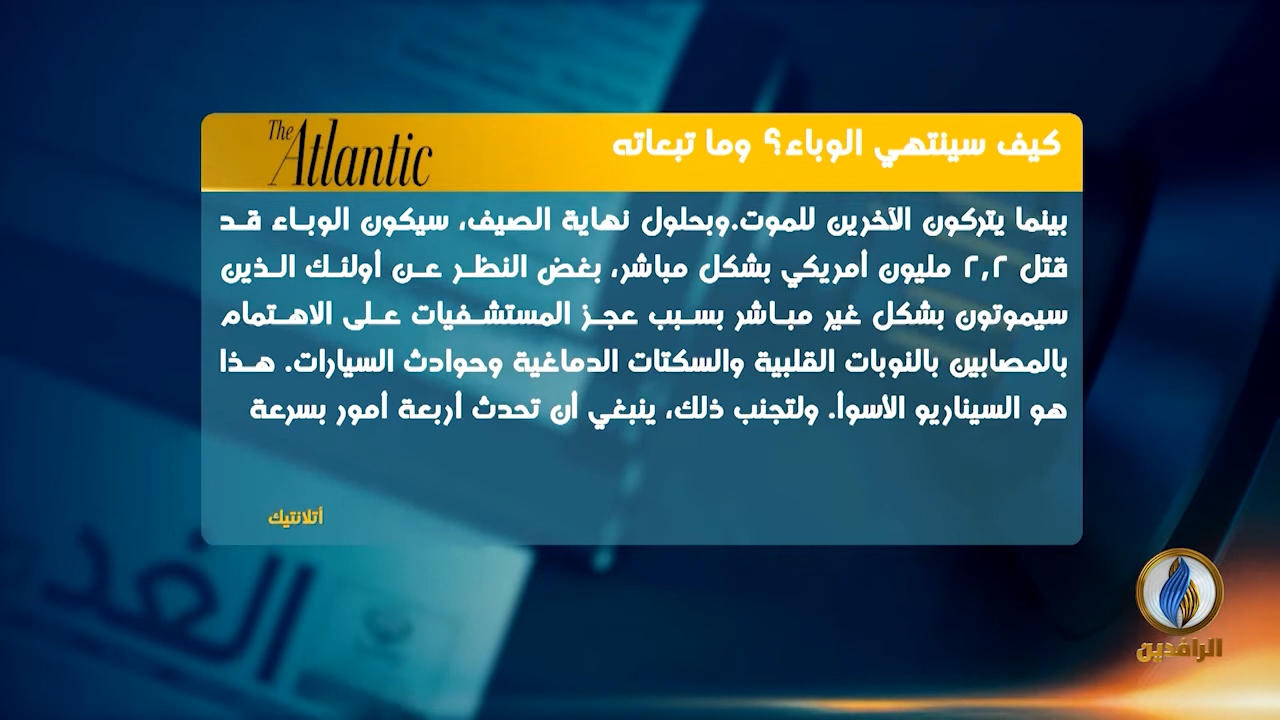 The Atlantic
كيف سينتهي الوباء؟ وما تبعاته
بينما يتركون الآخرين للموت.وبحلول نهاية الصيف، سيكون الوباء قد
قتل ٢,٢ مليون أمريكي بشكل مباشر، بغض النظر عن أولئك الذين
سيموتون بشكل غير مباشر بسبب عجز المستشفيات على الاهتمام
بالمصابين بالنوبات القلبية والسكتات الدماغية وحوادث السيارات. هذا
هو السيناريو الأسوأ. ولتجنب ذلك، ينبغي أن تحدث أربعة أمور بسرعة
أتلانتيك
الغد
الرافدين